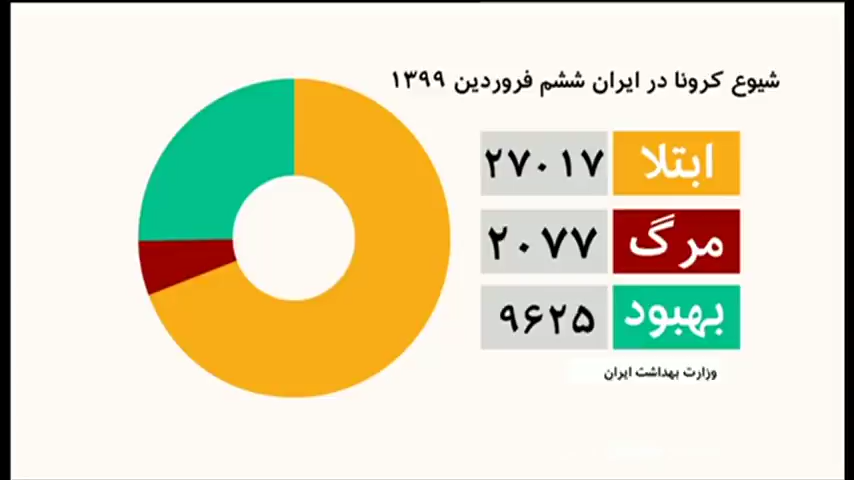 شیوع کرونا در ایران ششم فروردین ۱۳۹۹
ابتلا ۲۷۰۱۷
مرگ ۲۰۷۷
بهبود ۹۶۲۵
وزارت بهداشت ایران